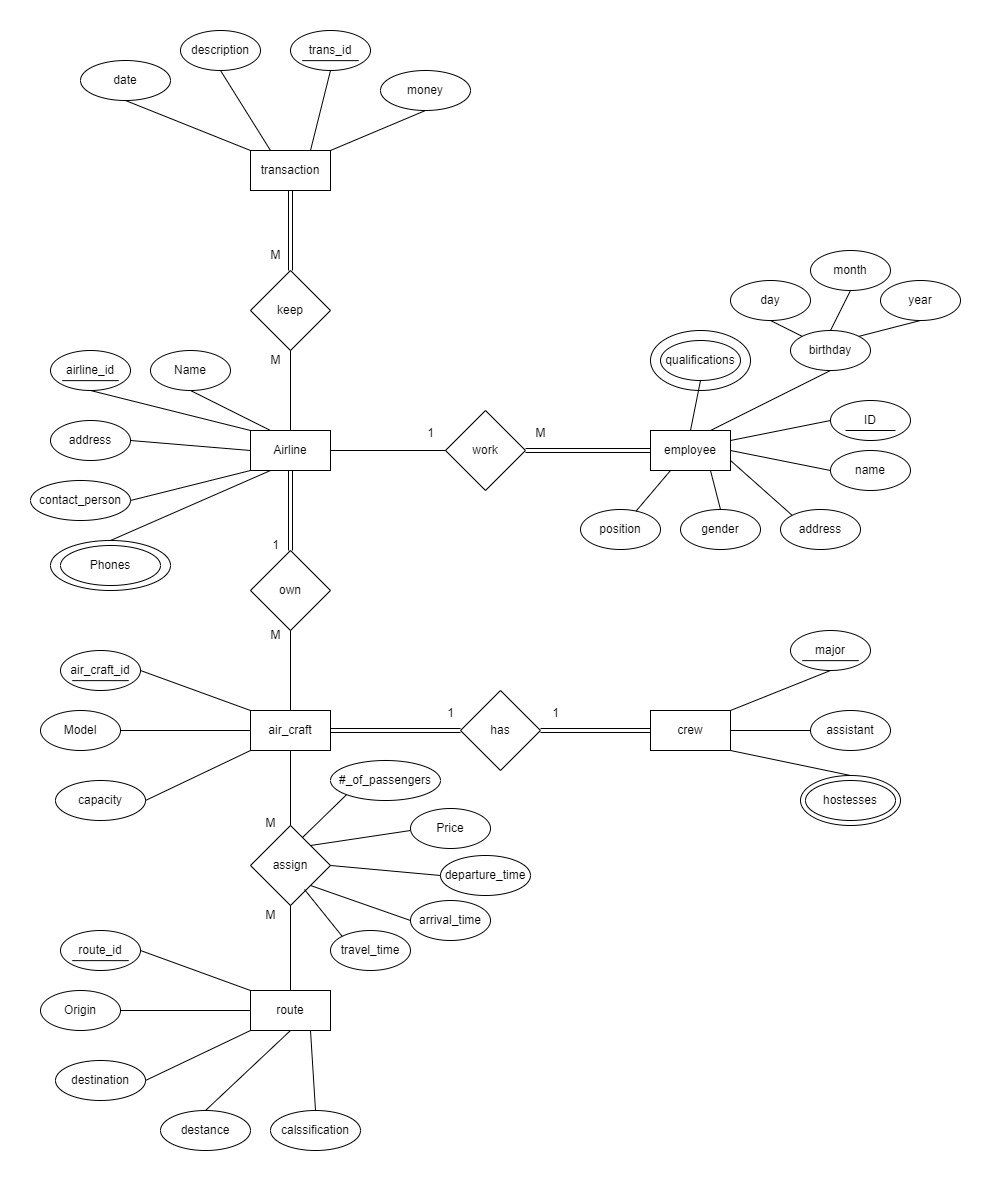 description
trans_id
date
money
transaction
M
keep
M
month
day
year
birthday
qualifications
airline_id
Name
address
contact_person
Phones
Airline
1
work
M
employee
ID
name
position
gender
address
1
own
M
air_craft_id
Model
capacity
air_craft
1
has
1
crew
major
assistant
hostesses
#_of_passengers
Price
departure_time
arrival_time
travel_time
M
assign
M
route_id
Origin
destination
route
destance
calssification